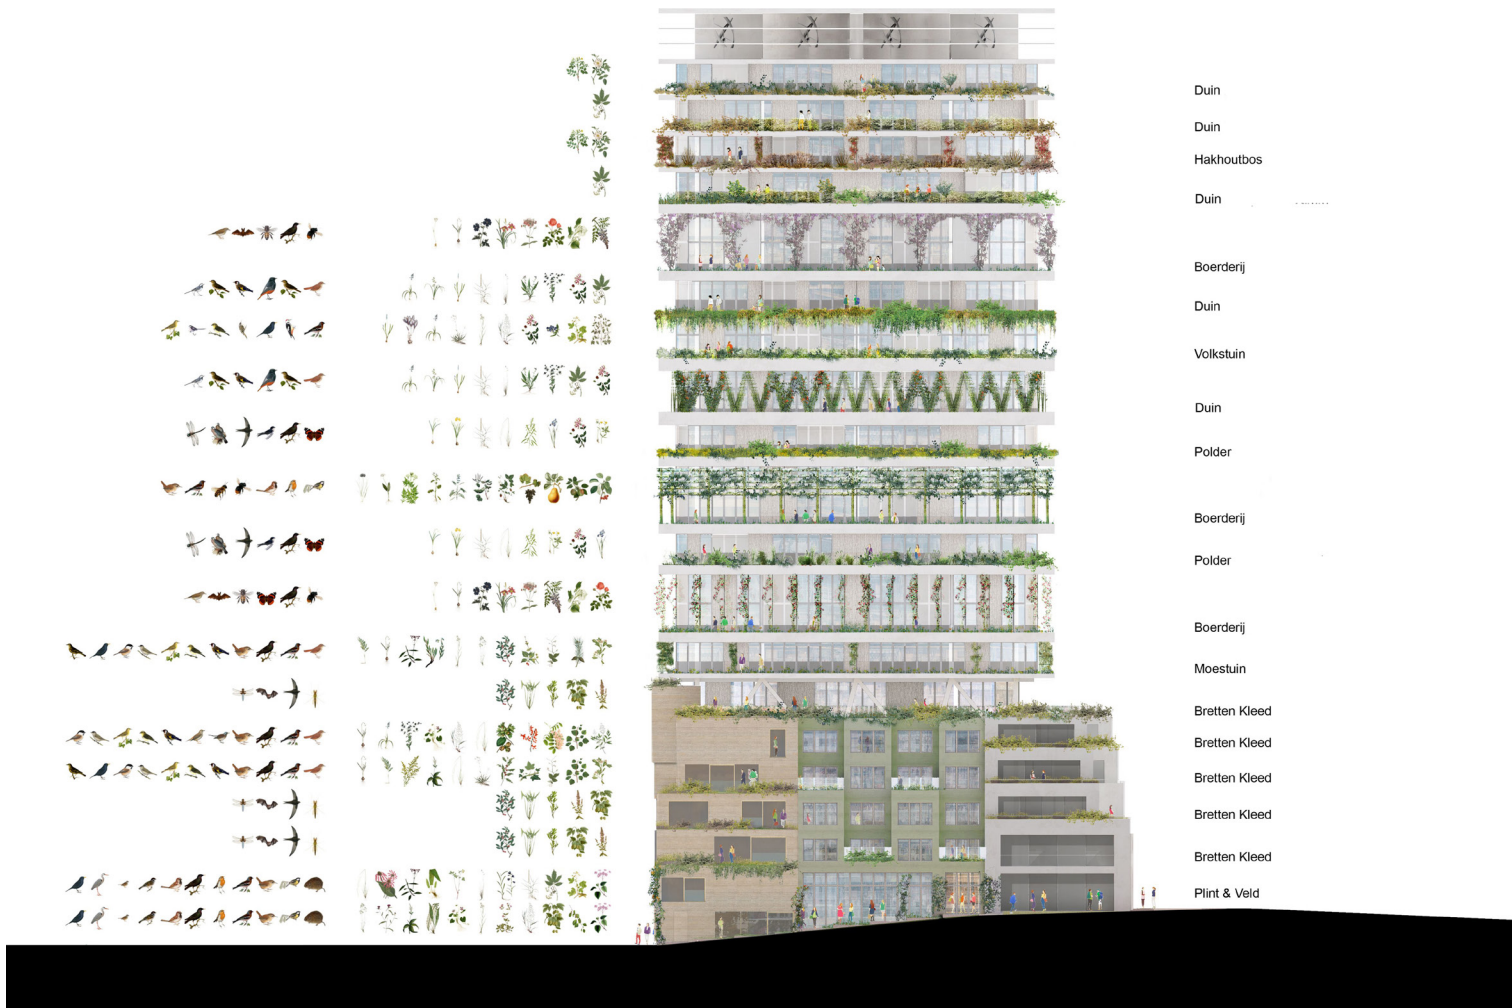 Duin
Duin
Hakhoutbos
Duin
Boerderij
Duin
Volkstuin
Duin
Polder
Boerderij
Polder
Boerderij
Moestuin
Bretten Kleed
Bretten Kleed
Bretten Kleed
Bretten Kleed
Bretten Kleed
Plint & Veld